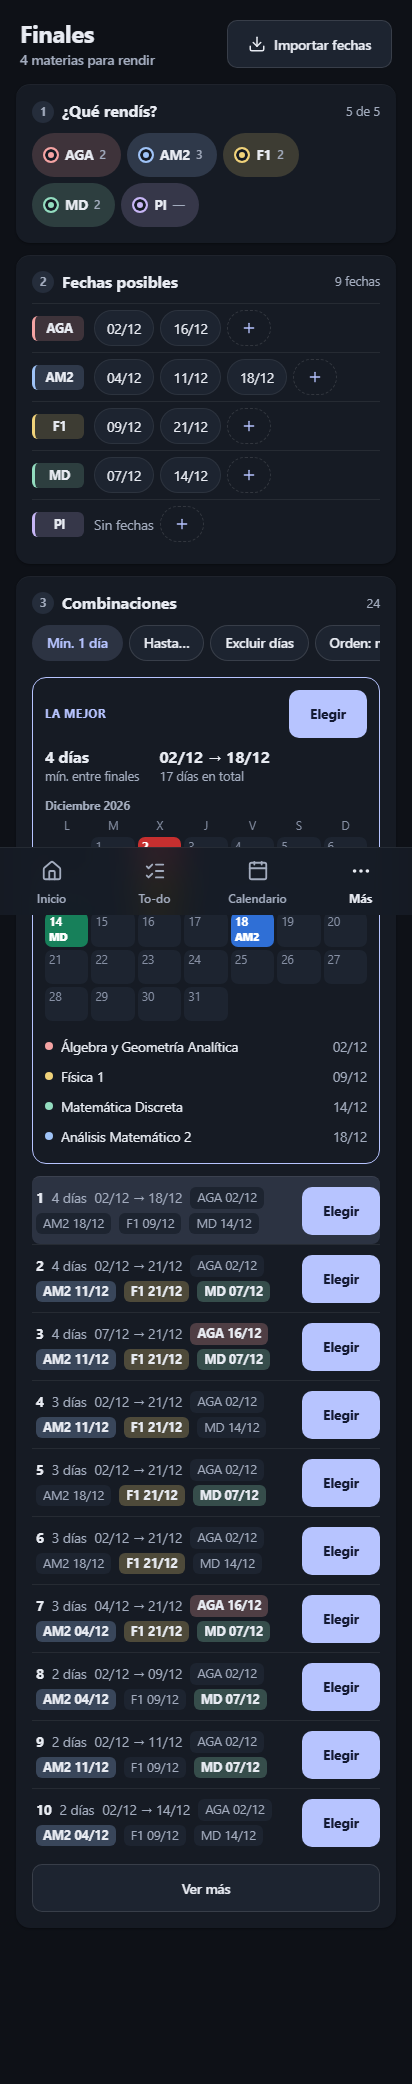 Finales
4 materias para rendir
Importar fechas
1 ¿Qué rendís? 5 de 5
AGA 2 AM2 3 F1 2
MD 2 PI —
2 Fechas posibles 9 fechas
AGA 02/12 16/12 +
AM2 04/12 11/12 18/12 +
F1 09/12 21/12 +
MD 07/12 14/12 +
PI Sin fechas +
3 Combinaciones 24
Mín. 1 día Hasta... Excluir días Orden:
LA MEJOR Elegir
4 días 02/12 → 18/12
mín. entre finales 17 días en total
Diciembre 2026
L M X J V S D
1 2 3 4 5 6
Inicio To-do Calendario Más
14 15 16 17 18 19 20
MD AM2
21 22 23 24 25 26 27
28 29 30 31
Álgebra y Geometría Analítica 02/12
Física 1 09/12
Matemática Discreta 14/12
Análisis Matemático 2 18/12
1 4 días 02/12 → 18/12 AGA 02/12 Elegir
AM2 18/12 F1 09/12 MD 14/12
2 4 días 02/12 → 21/12 AGA 02/12 Elegir
AM2 11/12 F1 21/12 MD 07/12
3 4 días 07/12 → 21/12 AGA 16/12 Elegir
AM2 11/12 F1 21/12 MD 07/12
4 3 días 02/12 → 21/12 AGA 02/12 Elegir
AM2 11/12 F1 21/12 MD 14/12
5 3 días 02/12 → 21/12 AGA 02/12 Elegir
AM2 18/12 F1 21/12 MD 07/12
6 3 días 02/12 → 21/12 AGA 02/12 Elegir
AM2 18/12 F1 21/12 MD 14/12
7 3 días 04/12 → 21/12 AGA 16/12 Elegir
AM2 04/12 F1 21/12 MD 07/12
8 2 días 02/12 → 09/12 AGA 02/12 Elegir
AM2 04/12 F1 09/12 MD 07/12
9 2 días 02/12 → 11/12 AGA 02/12 Elegir
AM2 11/12 F1 09/12 MD 07/12
10 2 días 02/12 → 14/12 AGA 02/12 Elegir
AM2 04/12 F1 09/12 MD 14/12
Ver más